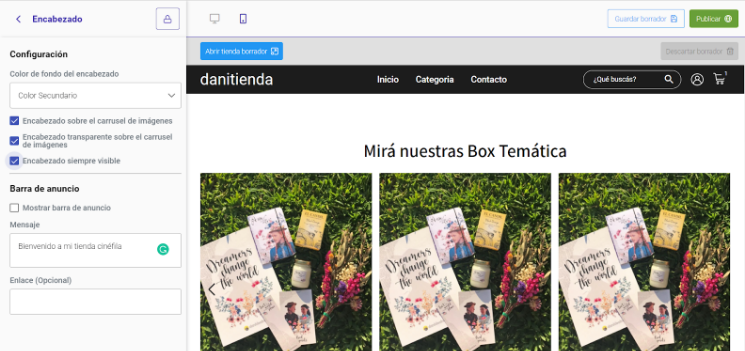 Encabezado
Guardar borrador
Publicar
Configuración
Color de fondo del encabezado
Color Secundario
Encabezado sobre el carrusel de imágenes
Encabezado transparente sobre el carrusel
de imágenes
Encabezado siempre visible
Barra de anuncio
Mostrar barra de anuncio
Mensaje
Bienvenido a mi tienda cinéfila
Enlace (Opcional)
Abrir tienda borrador
Descartar borrador
danitienda
Inicio
Categoria
Contacto
¿Qué buscás?
1
Mirá nuestras Box Temática
Dreamers
change
the world
Dreamers
change
the world
Dreamers
change
the world